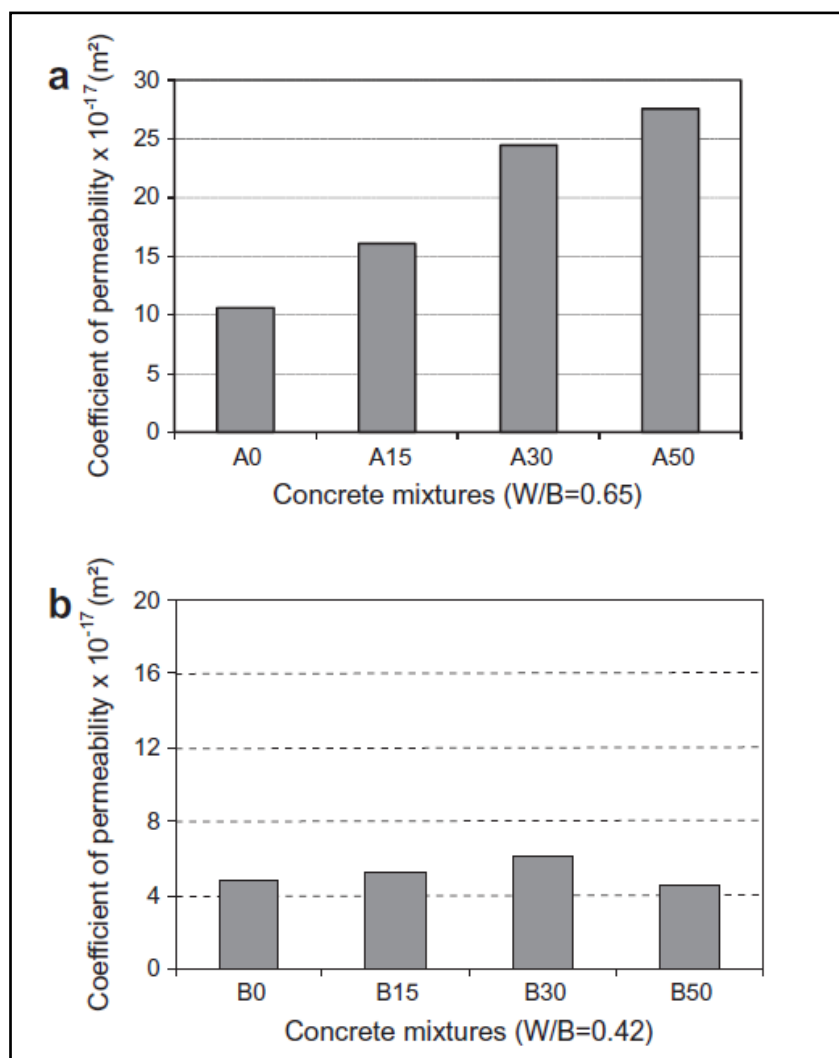 a
Coefficient of permeability x 10⁻¹⁷ (m²)
30
25
20
15
10
5
0
A0 A15 A30 A50
Concrete mixtures (W/B=0.65)
b
Coefficient of permeability x 10⁻¹⁷ (m²)
20
16
12
8
4
0
B0 B15 B30 B50
Concrete mixtures (W/B=0.42)